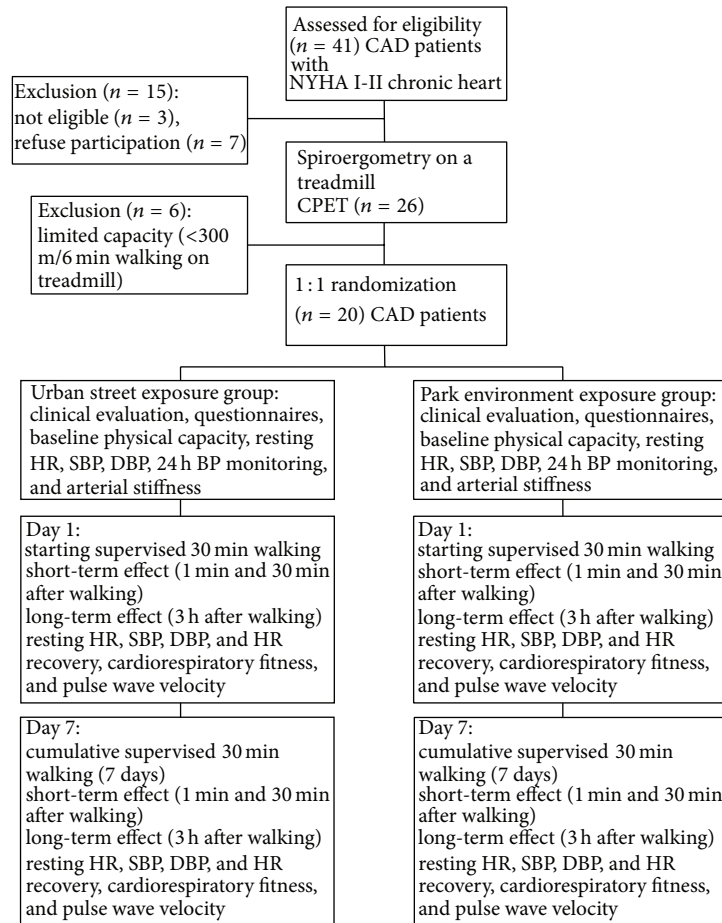 Assessed for eligibility
(n = 41) CAD patients
with
NYHA I-II chronic heart
Exclusion (n = 15):
not eligible (n = 3),
refuse participation (n = 7)
Spiroergometry on a
treadmill
CPET (n = 26)
Exclusion (n = 6):
limited capacity (<300
m/6 min walking on
treadmill)
1 : 1 randomization
(n = 20) CAD patients
Urban street exposure group:
clinical evaluation, questionnaires,
baseline physical capacity, resting
HR, SBP, DBP, 24 h BP monitoring,
and arterial stiffness
Park environment exposure group:
clinical evaluation, questionnaires,
baseline physical capacity, resting
HR, SBP, DBP, 24 h BP monitoring,
and arterial stiffness
Day 1:
starting supervised 30 min walking
short-term effect (1 min and 30 min
after walking)
long-term effect (3 h after walking)
resting HR, SBP, DBP, and HR
recovery, cardiorespiratory fitness,
and pulse wave velocity
Day 1:
starting supervised 30 min walking
short-term effect (1 min and 30 min
after walking)
long-term effect (3 h after walking)
resting HR, SBP, DBP, and HR
recovery, cardiorespiratory fitness,
and pulse wave velocity
Day 7:
cumulative supervised 30 min
walking (7 days)
short-term effect (1 min and 30 min
after walking)
long-term effect (3 h after walking)
resting HR, SBP, DBP, and HR
recovery, cardiorespiratory fitness,
and pulse wave velocity
Day 7:
cumulative supervised 30 min
walking (7 days)
short-term effect (1 min and 30 min
after walking)
long-term effect (3 h after walking)
resting HR, SBP, DBP, and HR
recovery, cardiorespiratory fitness,
and pulse wave velocity